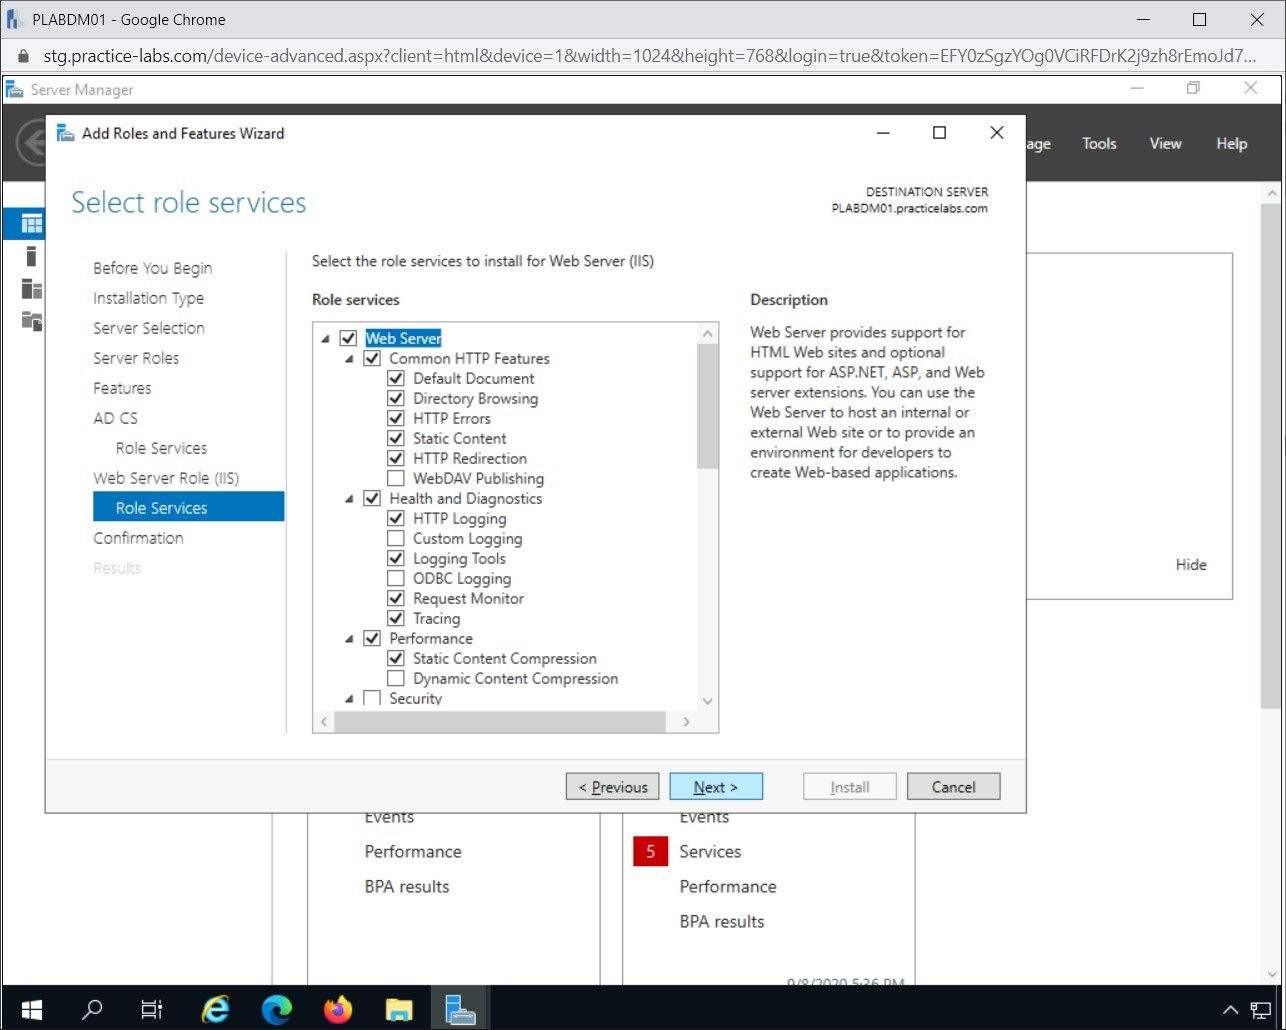 PLABDM01 - Google Chrome
stg.practice-labs.com/device-advanced.aspx?client=html&device=1&width=1024&height=768&login=true&token=EFY0zSgzYOg0VCiRFDrK2j9zh8rEmoJd7...
Server Manager
Add Roles and Features Wizard
age Tools View Help
Select role services
DESTINATION SERVER
PLABDM01.practicelabs.com
Before You Begin
Installation Type
Server Selection
Server Roles
Features
AD CS
Role Services
Web Server Role (IIS)
Role Services
Confirmation
Results
Select the role services to install for Web Server (IIS)
Role services
Web Server
Common HTTP Features
Default Document
Directory Browsing
HTTP Errors
Static Content
HTTP Redirection
WebDAV Publishing
Health and Diagnostics
HTTP Logging
Custom Logging
Logging Tools
ODBC Logging
Request Monitor
Tracing
Performance
Static Content Compression
Dynamic Content Compression
Security
Description
Web Server provides support for
HTML Web sites and optional
support for ASP.NET, ASP, and Web
server extensions. You can use the
Web Server to host an internal or
external Web site or to provide an
environment for developers to
create Web-based applications.
Hide
< Previous
Next >
Install
Cancel
Events
Performance
BPA results
Events
5 Services
Performance
BPA results
9/8/2020 5:36 PM